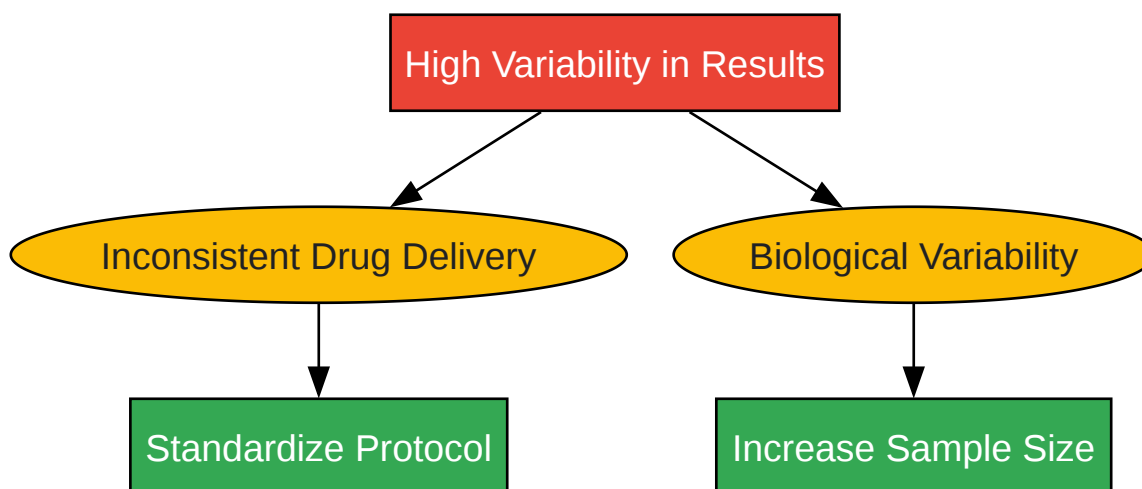 High Variability in Results
Inconsistent Drug Delivery
Biological Variability
Standardize Protocol
Increase Sample Size